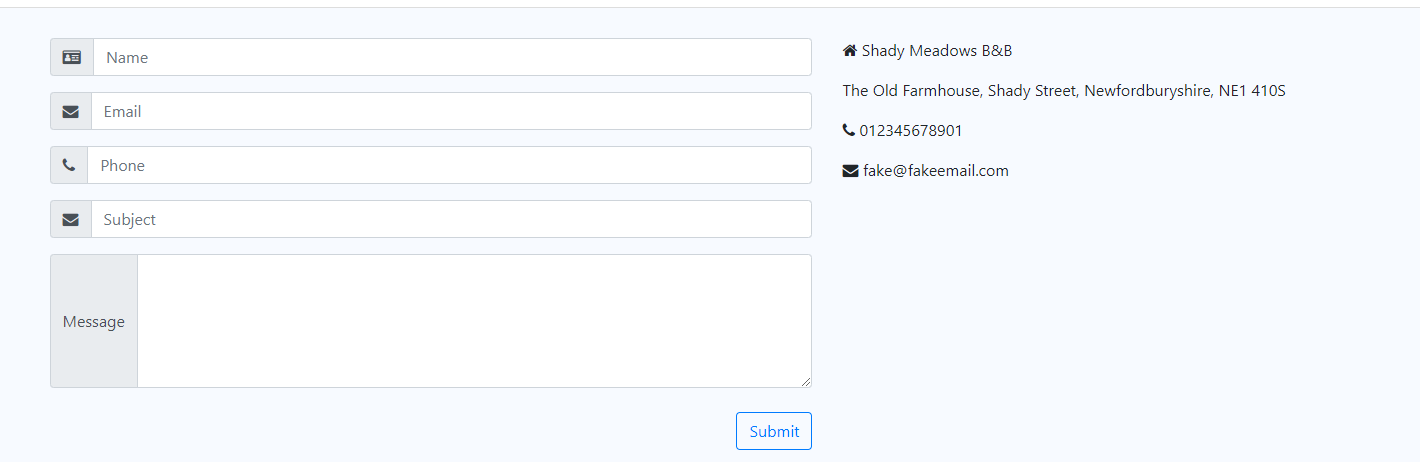 Name
Email
Phone
Subject
Message
Submit
Shady Meadows B&B
The Old Farmhouse, Shady Street, Newfordburyshire, NE1 410S
012345678901
fake@fakeemail.com